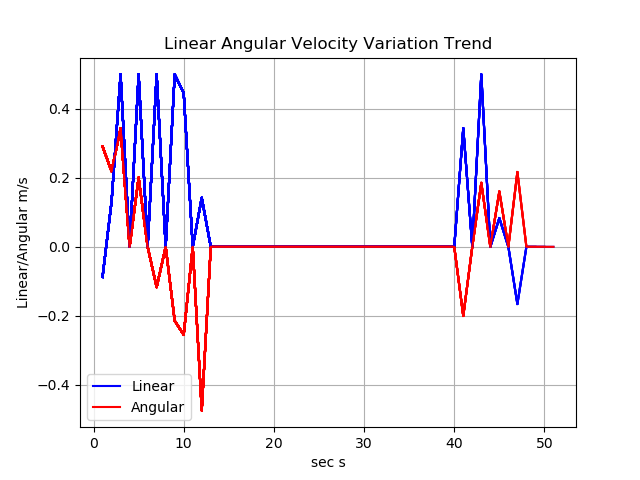 Linear Angular Velocity Variation Trend
Linear/Angular m/s
0.4
0.2
0.0
−0.2
−0.4
Linear
Angular
0 10 20 30 40 50
sec s